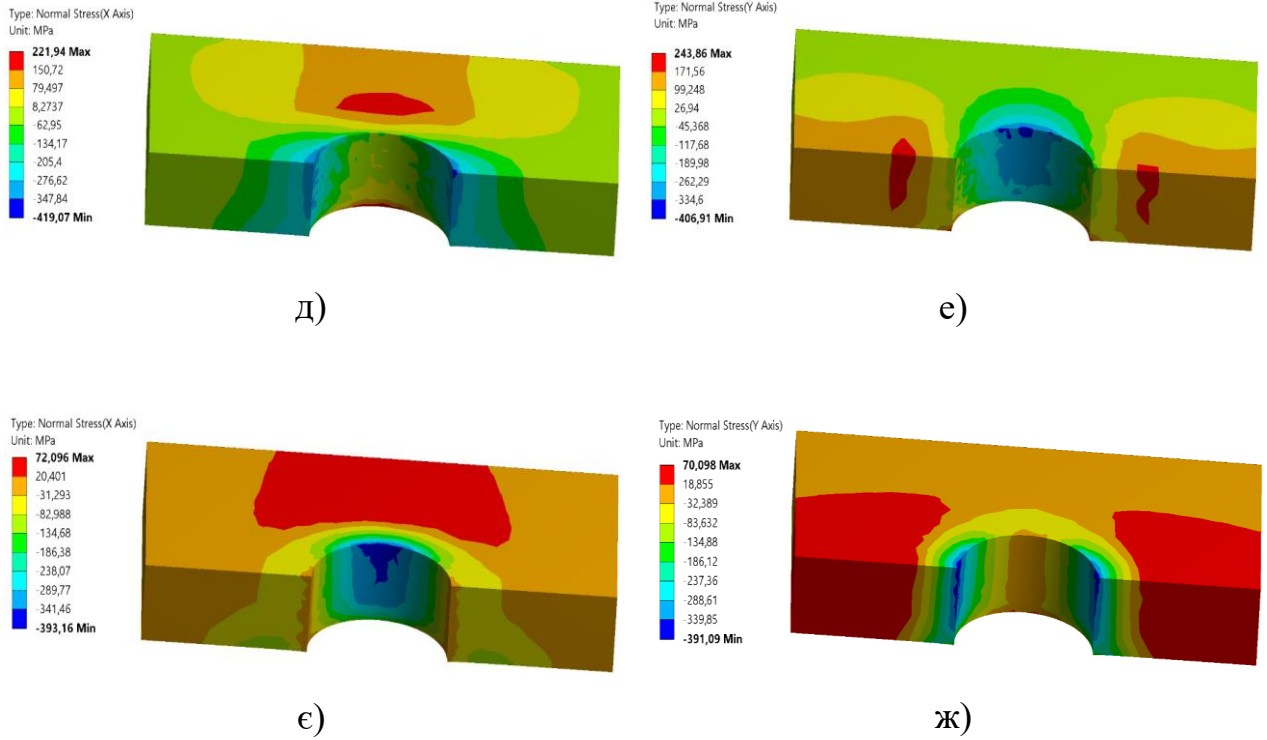 Type: Normal Stress(X Axis)
Unit: MPa
221,94 Max
150,72
79,497
8,2737
-62,95
-134,17
-205,4
-276,62
-347,84
-419,07 Min
д)
Type: Normal Stress(Y Axis)
Unit: MPa
243,86 Max
171,56
99,248
26,94
-45,368
-117,68
-189,98
-262,29
-334,6
-406,91 Min
е)
Type: Normal Stress(X Axis)
Unit: MPa
72,096 Max
20,401
-31,293
-82,988
-134,68
-186,38
-238,07
-289,77
-341,46
-393,16 Min
є)
Type: Normal Stress(Y Axis)
Unit: MPa
70,098 Max
18,855
-32,389
-83,632
-134,88
-186,12
-237,36
-288,61
-339,85
-391,09 Min
ж)